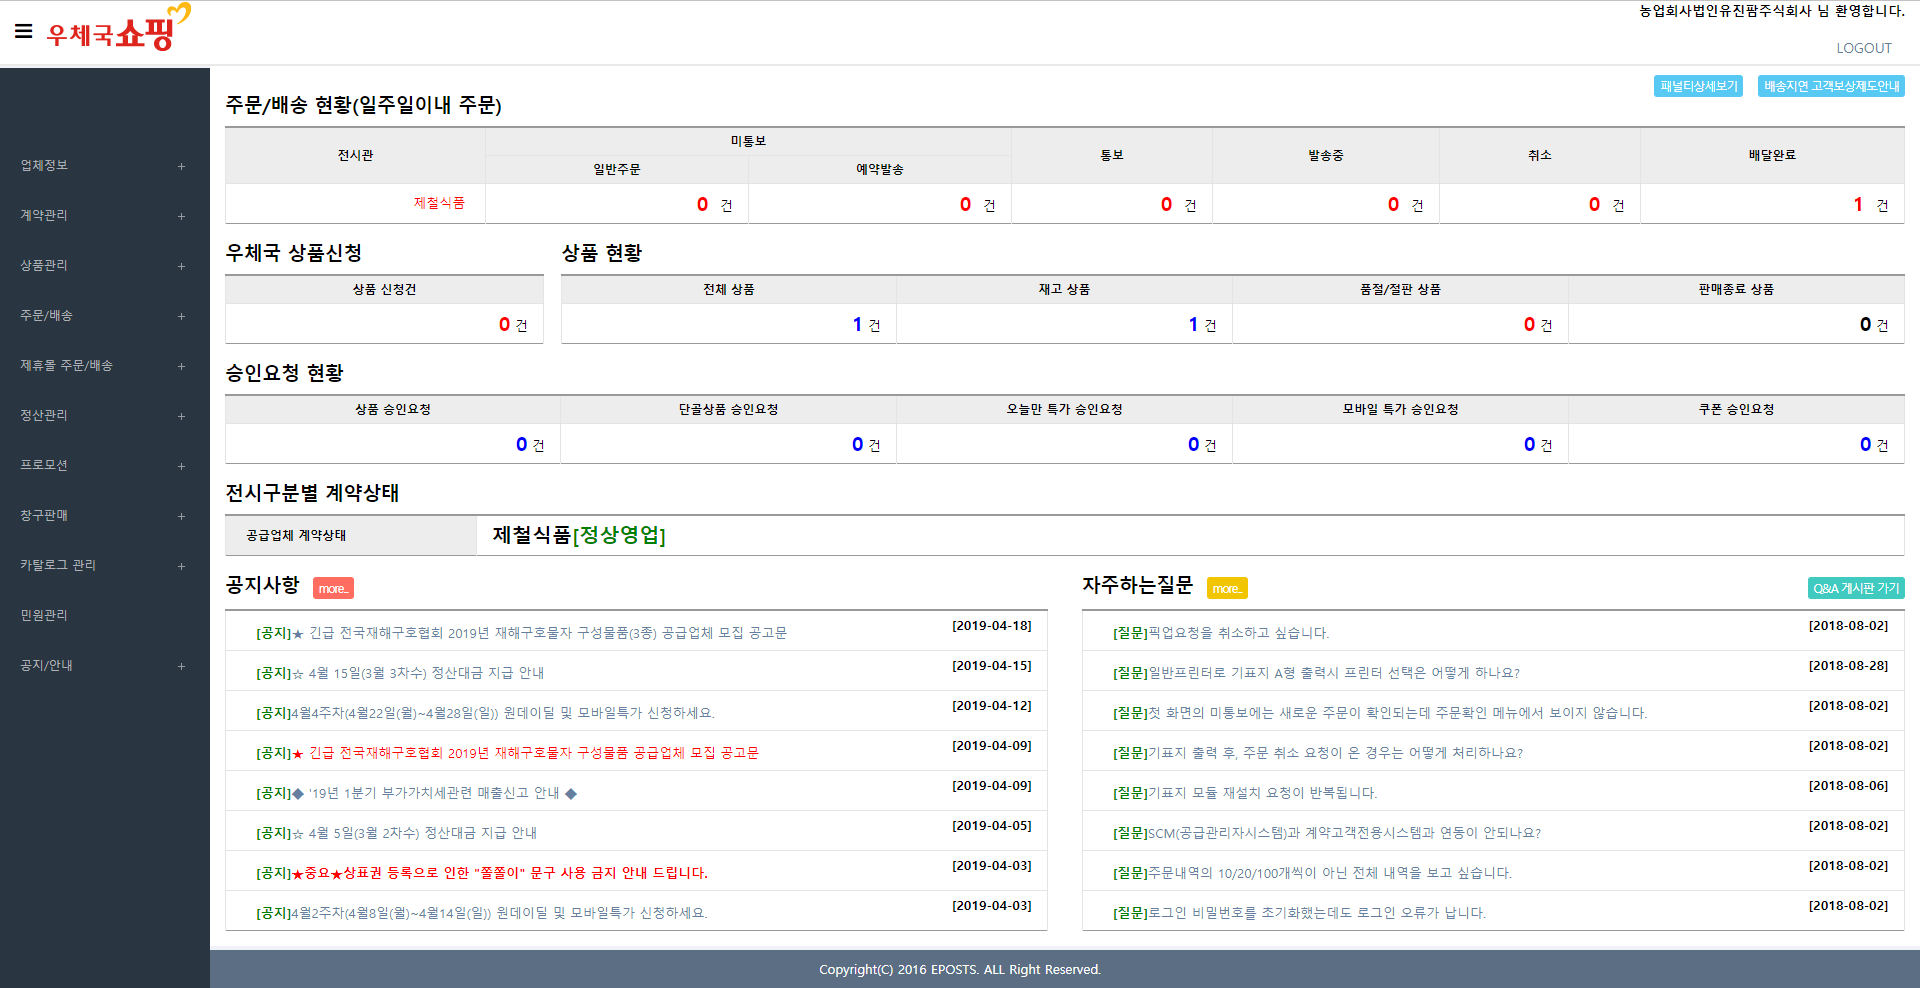 우체국쇼핑
농업회사법인유진팜주식회사 님 환영합니다.
LOGOUT
패널티상세보기 배송지연 고객보상제도안내
업체정보 +
계약관리 +
상품관리 +
주문/배송 +
제휴몰 주문/배송 +
정산관리 +
프로모션 +
창구판매 +
카탈로그 관리 +
민원관리
공지/안내 +
주문/배송 현황(일주일이내 주문)
전시관 미통보 통보 발송중 취소 배달완료
일반주문 예약발송
제철식품 0 건 0 건 0 건 0 건 0 건 1 건
우체국 상품신청
상품 신청건
0 건
상품 현황
전체 상품 재고 상품 품절/절판 상품 판매종료 상품
1 건 1 건 0 건 0 건
승인요청 현황
상품 승인요청 단골상품 승인요청 오늘만 특가 승인요청 모바일 특가 승인요청 쿠폰 승인요청
0 건 0 건 0 건 0 건 0 건
전시구분별 계약상태
공급업체 계약상태 제철식품[정상영업]
공지사항 more..
[공지]★ 긴급 전국재해구호협회 2019년 재해구호물자 구성물품(3종) 공급업체 모집 공고문 [2019-04-18]
[공지]☆ 4월 15일(3월 3차수) 정산대금 지급 안내 [2019-04-15]
[공지]4월4주차(4월22일(월)~4월28일(일)) 원데이딜 및 모바일특가 신청하세요. [2019-04-12]
[공지]★ 긴급 전국재해구호협회 2019년 재해구호물자 구성물품 공급업체 모집 공고문 [2019-04-09]
[공지]◆ '19년 1분기 부가가치세관련 매출신고 안내 ◆ [2019-04-09]
[공지]☆ 4월 5일(3월 2차수) 정산대금 지급 안내 [2019-04-05]
[공지]★중요★상표권 등록으로 인한 "쫄쫄이" 문구 사용 금지 안내 드립니다. [2019-04-03]
[공지]4월2주차(4월8일(월)~4월14일(일)) 원데이딜 및 모바일특가 신청하세요. [2019-04-03]
자주하는질문 more.. Q&A 게시판 가기
[질문]픽업요청을 취소하고 싶습니다. [2018-08-02]
[질문]일반프린터로 기표지 A형 출력시 프린터 선택은 어떻게 하나요? [2018-08-28]
[질문]첫 화면의 미통보에는 새로운 주문이 확인되는데 주문확인 메뉴에서 보이지 않습니다. [2018-08-02]
[질문]기표지 출력 후, 주문 취소 요청이 온 경우는 어떻게 처리하나요? [2018-08-02]
[질문]기표지 모듈 재설치 요청이 반복됩니다. [2018-08-06]
[질문]SCM(공급관리자시스템)과 계약고객전용시스템과 연동이 안되나요? [2018-08-02]
[질문]주문내역의 10/20/100개씩이 아닌 전체 내역을 보고 싶습니다. [2018-08-02]
[질문]로그인 비밀번호를 초기화했는데도 로그인 오류가 납니다. [2018-08-02]
Copyright(C) 2016 EPOSTS. ALL Right Reserved.